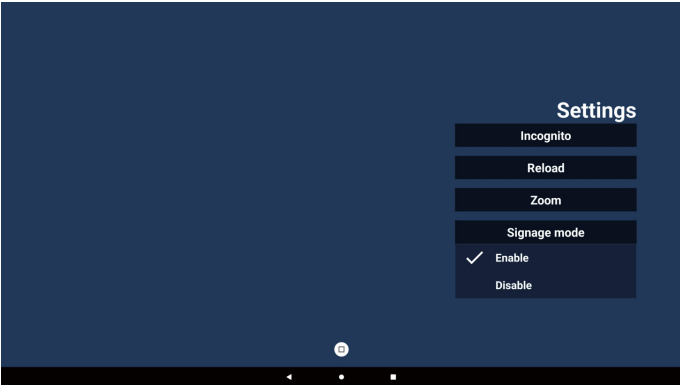 Settings
Incognito
Reload
Zoom
Signage mode
Enable
Disable